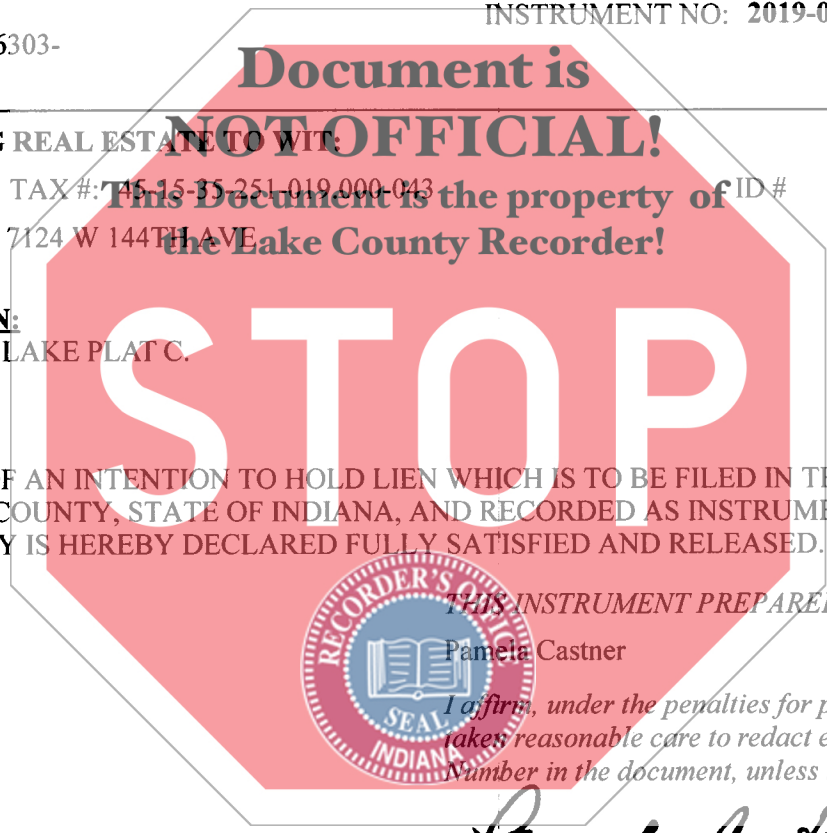 INSTRUMENT NO: 2019-0
6303-
Document is
NOT OFFICIAL!
REAL ESTATE TO WIT:
TAX #: 45-15-35-251-019.000-043 ID #
This Document is the property of
7124 W 144TH AVE
the Lake County Recorder!
N:
LAKE PLAT C.
STOP
F AN INTENTION TO HOLD LIEN WHICH IS TO BE FILED IN
COUNTY, STATE OF INDIANA, AND RECORDED AS INSTRUME
Y IS HEREBY DECLARED FULLY SATISFIED AND RELEASED.
RECORDER'S OFFICE
SEAL
INDIANA
THIS INSTRUMENT PREPARE
Pamela Castner
I affirm, under the penalties for p
taken reasonable care to redact e
Number in the document, unless